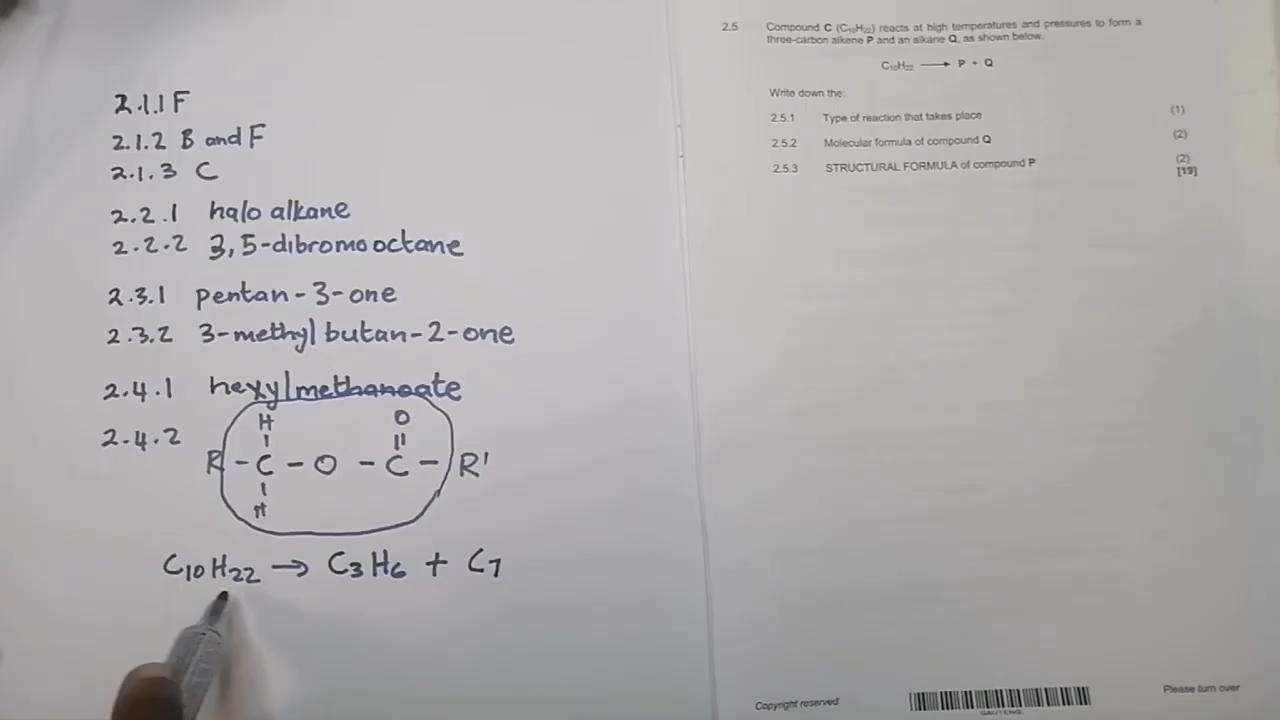 2.1.1 F
2.1.2 B and F
2.1.3 C
2.2.1 halo alkane
2.2.2 3,5-dibromooctane
2.3.1 pentan-3-one
2.3.2 3-methylbutan-2-one
2.4.1 hexylmethanoate
2.4.2
H O
R - C - O - C - R'
H
C₁₀H₂₂ → C₃H₆ + C₇
2.5 Compound C (C₁₀H₂₂) reacts at high temperatures and pressures to form a
three-carbon alkene P and an alkane Q, as shown below.
C₁₀H₂₂ → P + Q
Write down the:
2.5.1 Type of reaction that takes place (1)
2.5.2 Molecular formula of compound Q (2)
2.5.3 STRUCTURAL FORMULA of compound P (2)
[19]
Copyright reserved Please turn over
GAUTENG